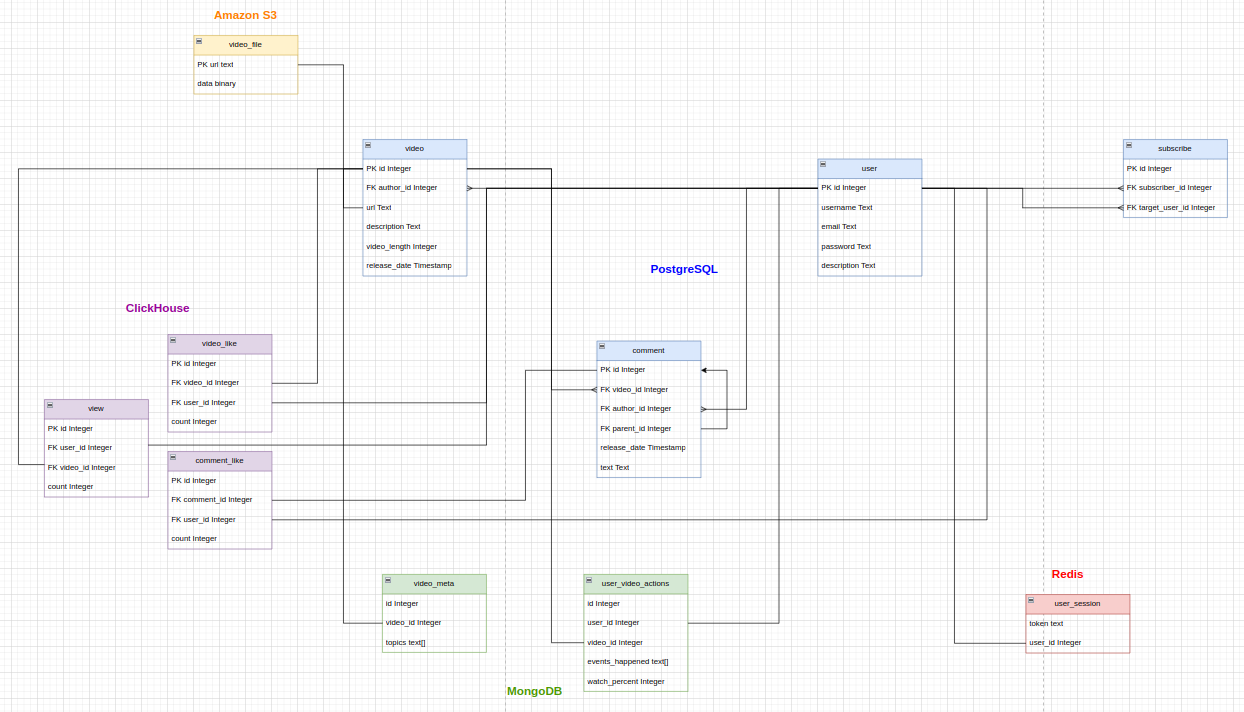 Amazon S3
video_file
PK url text
data binary
video
PK id Integer
FK author_id Integer
url Text
description Text
video_length Integer
release_date Timestamp
user
PK id Integer
username Text
email Text
password Text
description Text
subscribe
PK id Integer
FK subscriber_id Integer
FK target_user_id Integer
PostgreSQL
ClickHouse
video_like
PK id Integer
FK video_id Integer
FK user_id Integer
count Integer
view
PK id Integer
FK user_id Integer
FK video_id Integer
count Integer
comment_like
PK id Integer
FK comment_id Integer
FK user_id Integer
count Integer
comment
PK id Integer
FK video_id Integer
FK author_id Integer
FK parent_id Integer
release_date Timestamp
text Text
video_meta
id Integer
video_id Integer
topics text[]
user_video_actions
id Integer
user_id Integer
video_id Integer
events_happened text[]
watch_percent Integer
MongoDB
Redis
user_session
token text
user_id Integer